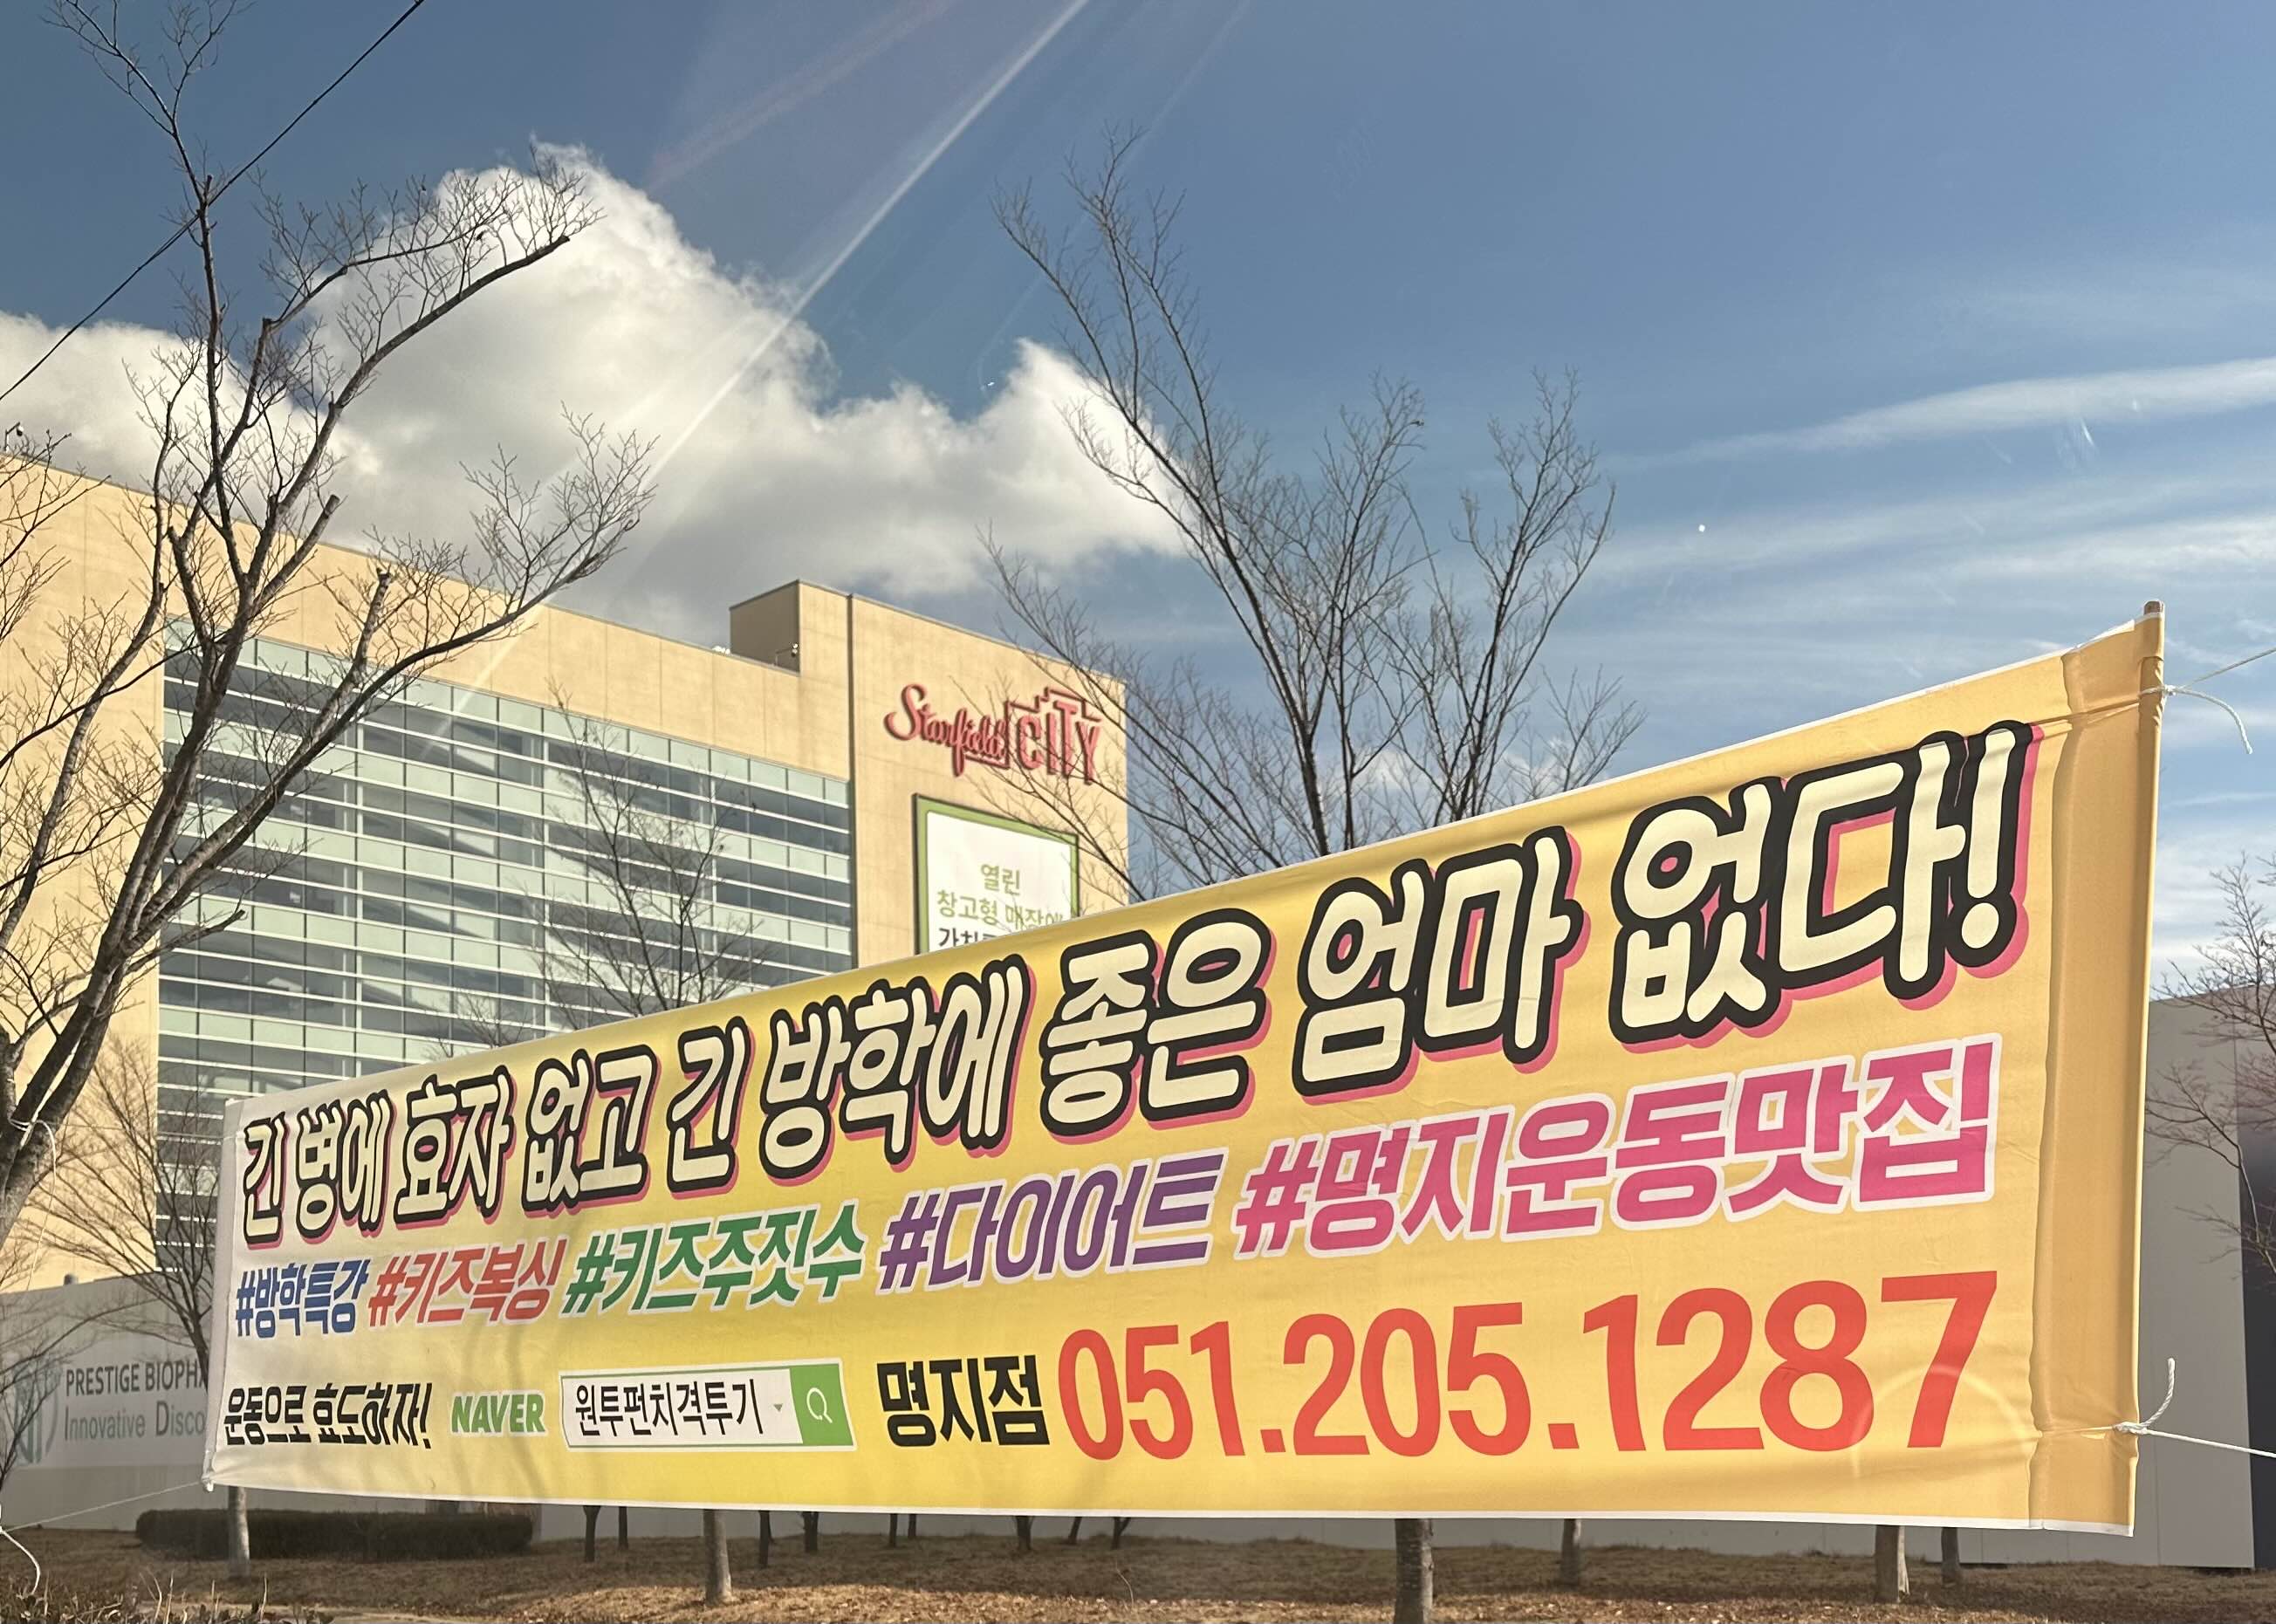 Starfield CITY
열린
창고형 매장에
긴 병에 효자 없고 긴 방학에 좋은 엄마 없다!
#방학특강 #키즈복싱 #키즈주짓수 #다이어트 #명지운동맛집
운동으로 효도하자! NAVER 원투펀치격투기 명지점 051.205.1287
PRESTIGE BIOPHA
Innovative Disco